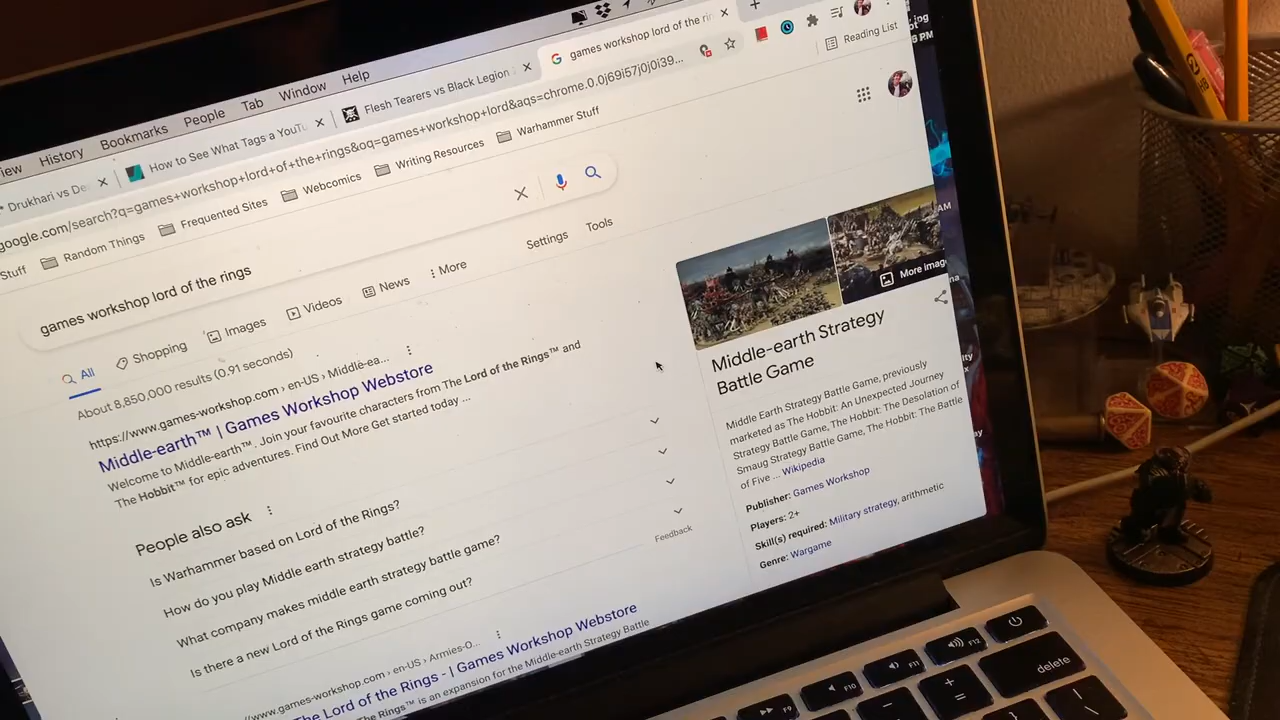 iew History Bookmarks People Tab Window Help
Drukhari vs De
How to See What Tags a YouTu
Flesh Tearers vs Black Legion
games workshop lord of the rin
google.com/search?q=games+workshop+lord+of+the+rings&oq=games+workshop+lord&aqs=chrome.0.0j69i57j0j0i39...
Reading List
Stuff Random Things Frequented Sites Webcomics Writing Resources Warhammer Stuff
games workshop lord of the rings
All Shopping Images Videos News More Settings Tools
About 8,850,000 results (0.91 seconds)
https://www.games-workshop.com › en-US › Middle-ea...
Middle-earth™ | Games Workshop Webstore
Welcome to Middle-earth™. Join your favourite characters from The Lord of the Rings™ and
The Hobbit™ for epic adventures. Find Out More Get started today ...
People also ask
Is Warhammer based on Lord of the Rings?
How do you play Middle earth strategy battle?
What company makes middle earth strategy battle game?
Is there a new Lord of the Rings game coming out?
Feedback
/www.games-workshop.com › en-US › Armies-O...
The Lord of the Rings - | Games Workshop Webstore
The Rings™ is an expansion for the Middle-earth Strategy Battle
More imag
Middle-earth Strategy
Battle Game
Middle Earth Strategy Battle Game, previously
marketed as The Hobbit: An Unexpected Journey
Strategy Battle Game, The Hobbit: The Desolation of
Smaug Strategy Battle Game, The Hobbit: The Battle
of Five ... Wikipedia
Publisher: Games Workshop
Players: 2+
Skill(s) required: Military strategy, arithmetic
Genre: Wargame
AM
F9
F10
F11
F12
delete
+
=